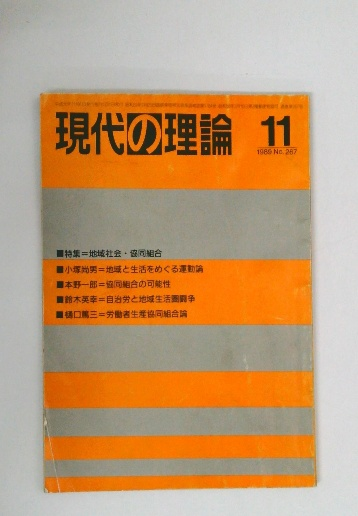 現代の理論 11
1989 No.267
■特集=地域社会・協同組合
■小塚尚男=地域と生活をめぐる運動論
■本野一郎=協同組合の可能性
■鈴木英幸=自治労と地域生活圏闘争
■樋口篤三=労働者生産協同組合論